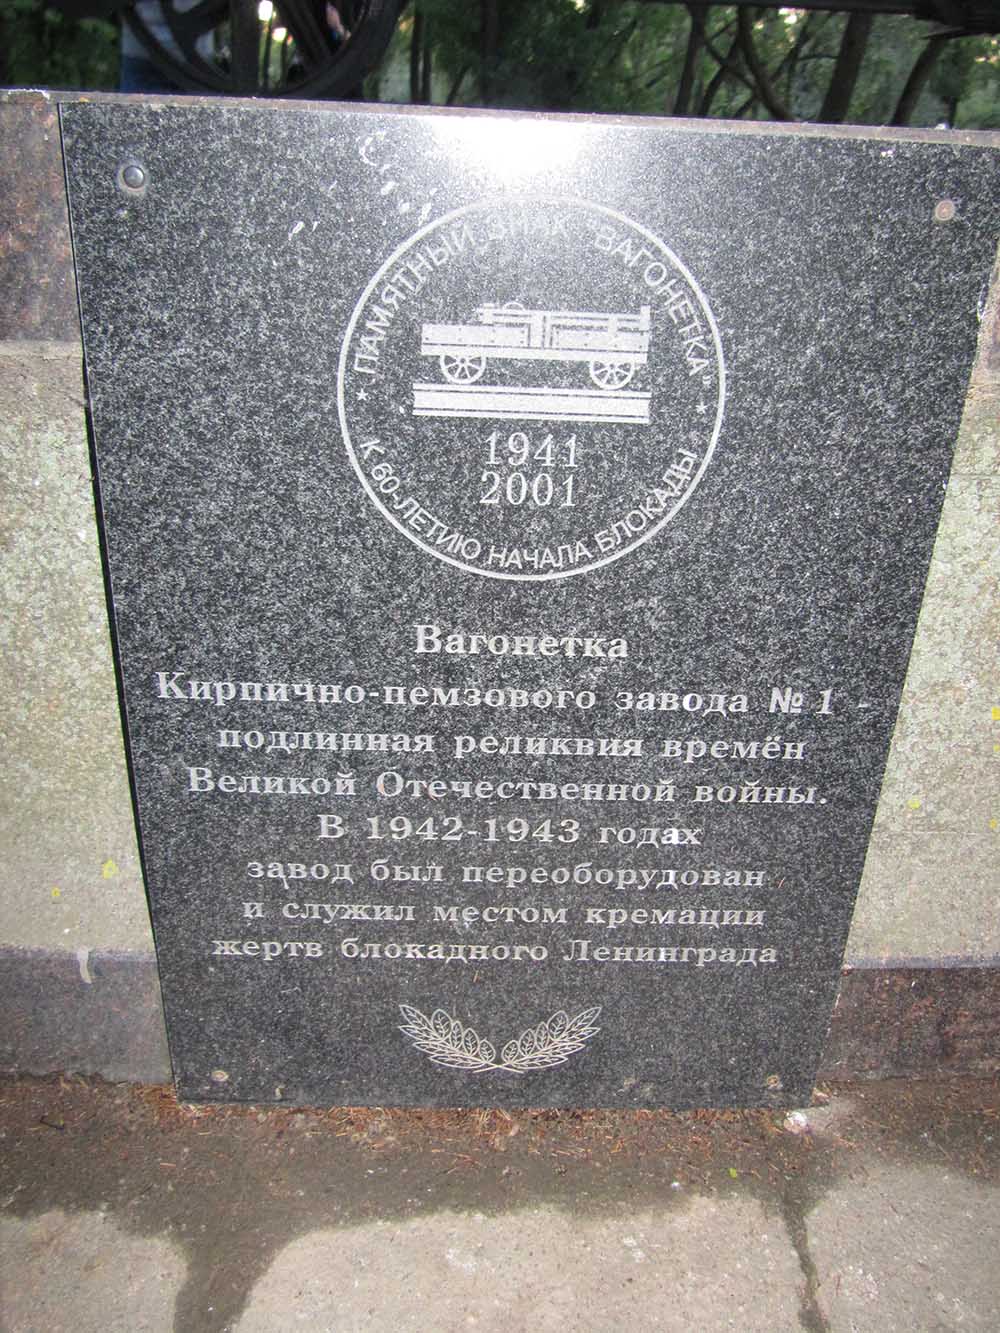 ПАМЯТНЫЙ ЗНАК "ВАГОНЕТКА"
1941
2001
К 60-ЛЕТИЮ НАЧАЛА БЛОКАДЫ
Вагонетка
Кирпично-пемзового завода № 1 -
подлинная реликвия времён
Великой Отечественной войны.
В 1942-1943 годах
завод был переоборудован
и служил местом кремации
жертв блокадного Ленинграда